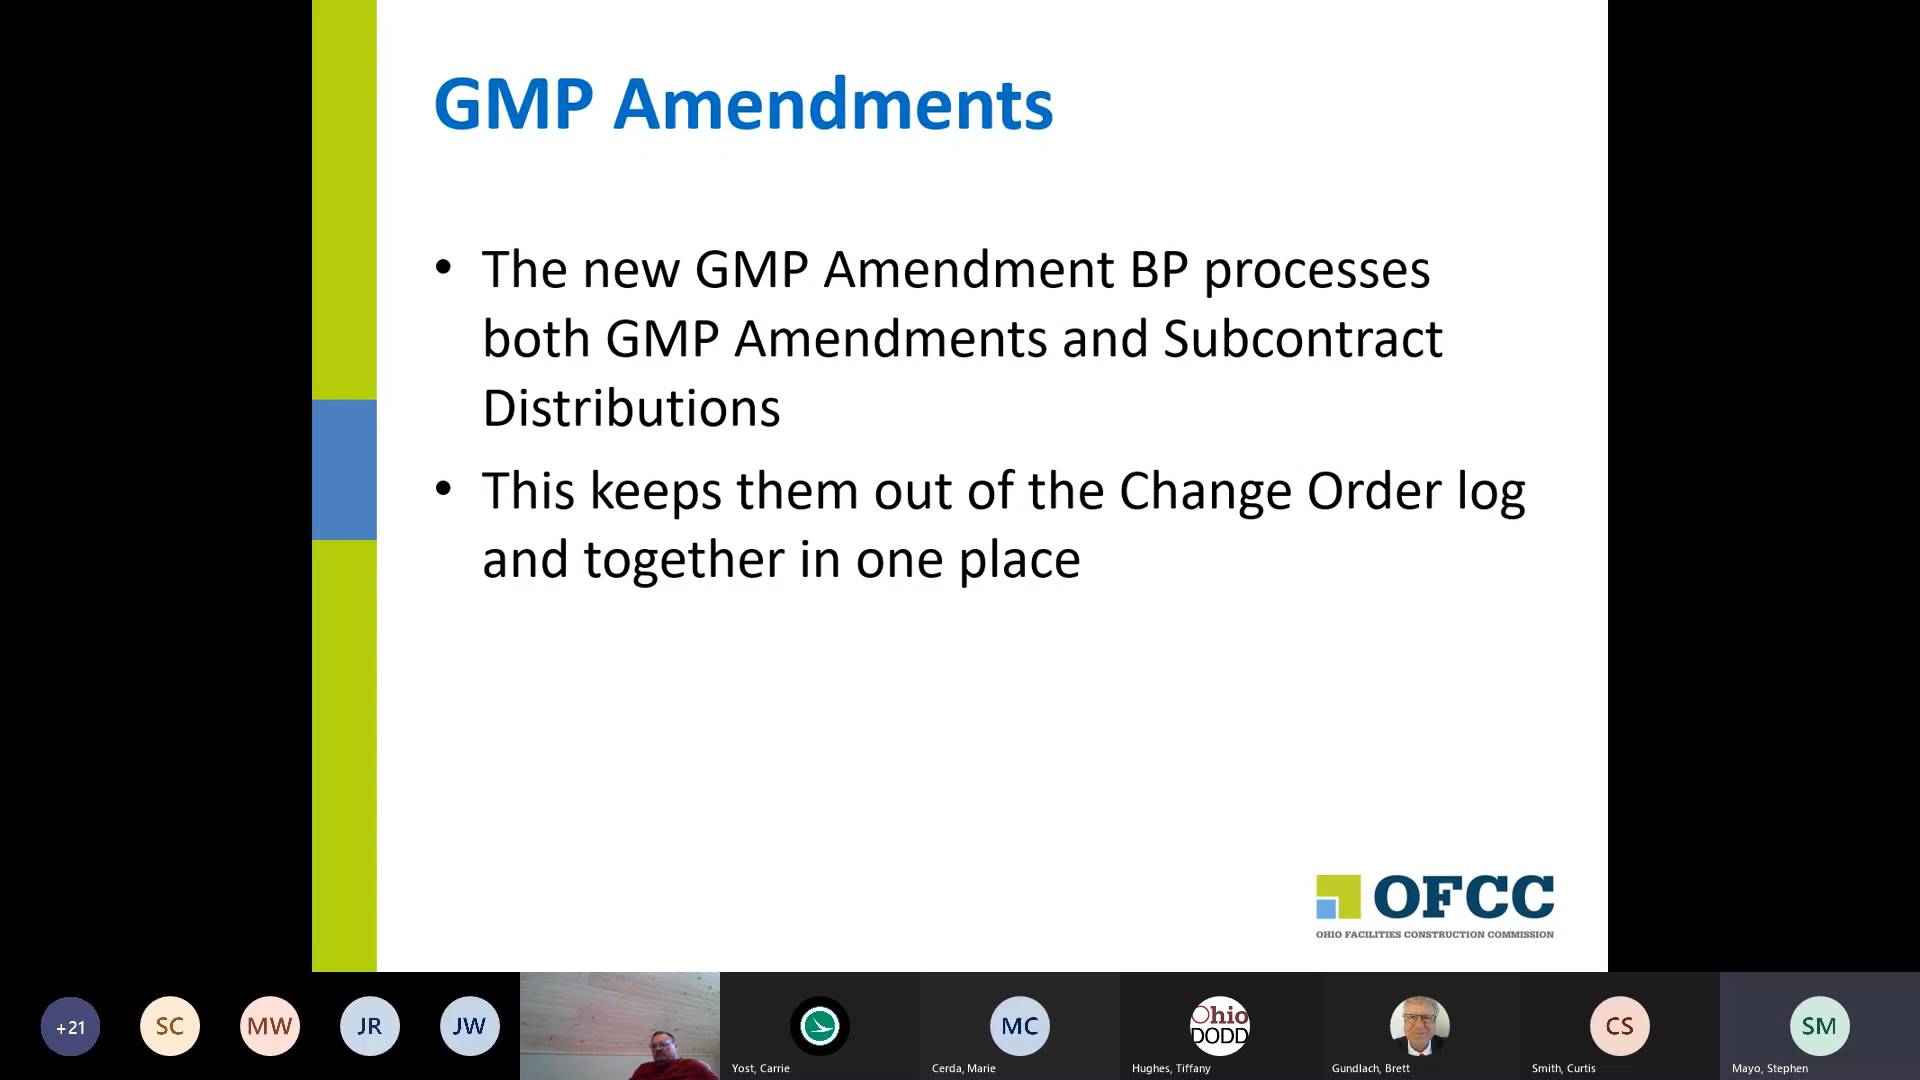 GMP Amendments
• The new GMP Amendment BP processes
both GMP Amendments and Subcontract
Distributions
• This keeps them out of the Change Order log
and together in one place
OFCC
OHIO FACILITIES CONSTRUCTION COMMISSION
+21
SC
MW
JR
JW
MC
Ohio
DODD
CS
SM
Yost, Carrie
Cerda, Marie
Hughes, Tiffany
Gundlach, Brett
Smith, Curtis
Mayo, Stephen